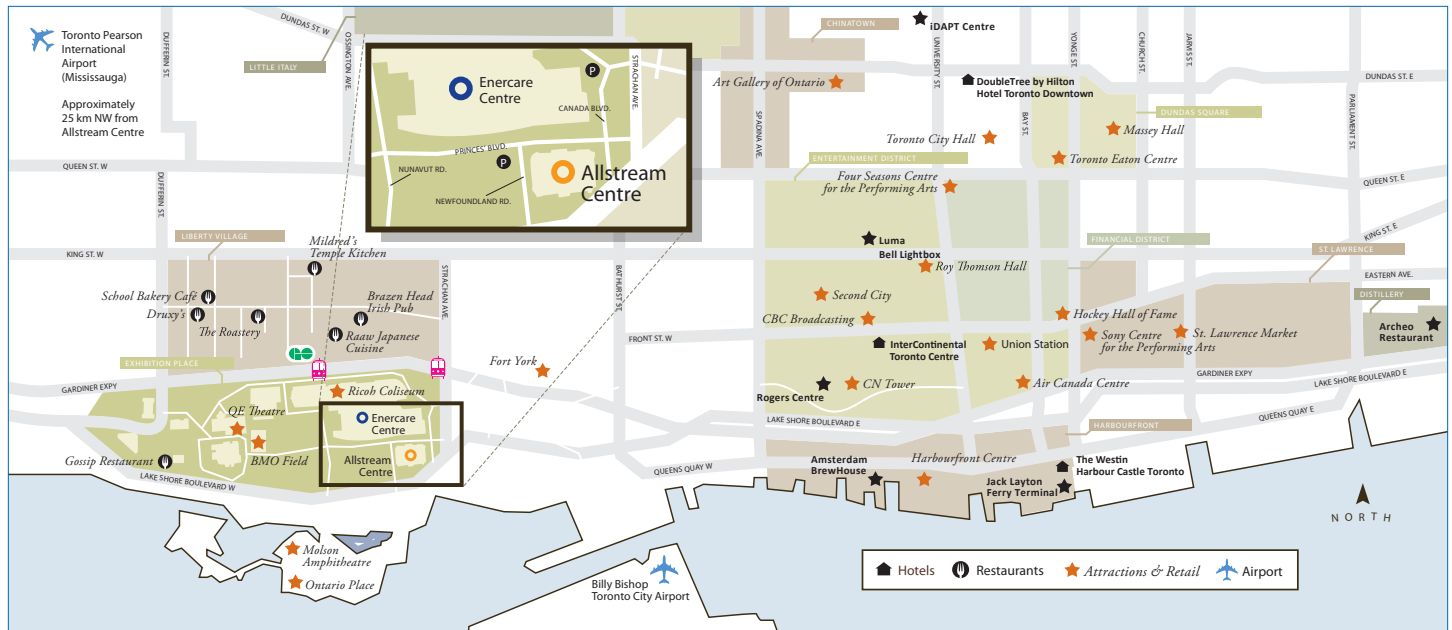 Toronto Pearson
International
Airport
(Mississauga)
Approximately
25 km NW from
Allstream Centre
DUNDAS ST. W
LITTLE ITALY
DUFFERIN ST.
OSSINGTON AVE.
Enercare
Centre
P
CANADA BLVD.
STRACHAN AVE.
PRINCES' BLVD.
P
NUNAVUT RD.
NEWFOUNDLAND RD.
Allstream
Centre
CHINATOWN
iDAPT Centre
UNIVERSITY ST.
YONGE ST.
CHURCH ST.
JARVIS ST.
Art Gallery of Ontario
DoubleTree by Hilton
Hotel Toronto Downtown
DUNDAS ST. E
DUNDAS SQUARE
SPADINA AVE.
BAY ST.
PARLIAMENT ST.
Toronto City Hall
Massey Hall
Toronto Eaton Centre
ENTERTAINMENT DISTRICT
QUEEN ST. W
DUFFERIN ST.
Four Seasons Centre
for the Performing Arts
QUEEN ST. E
LIBERTY VILLAGE
Mildred's
Temple Kitchen
KING ST. W
Luma
Bell Lightbox
Roy Thomson Hall
FINANCIAL DISTRICT
KING ST. E
ST. LAWRENCE
EASTERN AVE.
STRACHAN AVE.
BATHURST ST.
School Bakery Café
Druxy's
The Roastery
Brazen Head
Irish Pub
Raaw Japanese
Cuisine
Second City
CBC Broadcasting
DISTILLERY
Hockey Hall of Fame
Sony Centre
for the Performing Arts
St. Lawrence Market
Archeo
Restaurant
FRONT ST. W
InterContinental
Toronto Centre
Union Station
GO
EXHIBITION PLACE
Fort York
GARDINER EXPY
Ricoh Coliseum
Rogers Centre
CN Tower
Air Canada Centre
GARDINER EXPY
LAKE SHORE BOULEVARD E
QE Theatre
Enercare
Centre
LAKE SHORE BOULEVARD E
QUEENS QUAY E
HARBOURFRONT
BMO Field
Allstream
Centre
Gossip Restaurant
LAKE SHORE BOULEVARD W
QUEENS QUAY W
Amsterdam
BrewHouse
Harbourfront Centre
The Westin
Harbour Castle Toronto
Jack Layton
Ferry Terminal
NORTH
Molson
Amphitheatre
Ontario Place
Billy Bishop
Toronto City Airport
Hotels
Restaurants
Attractions & Retail
Airport